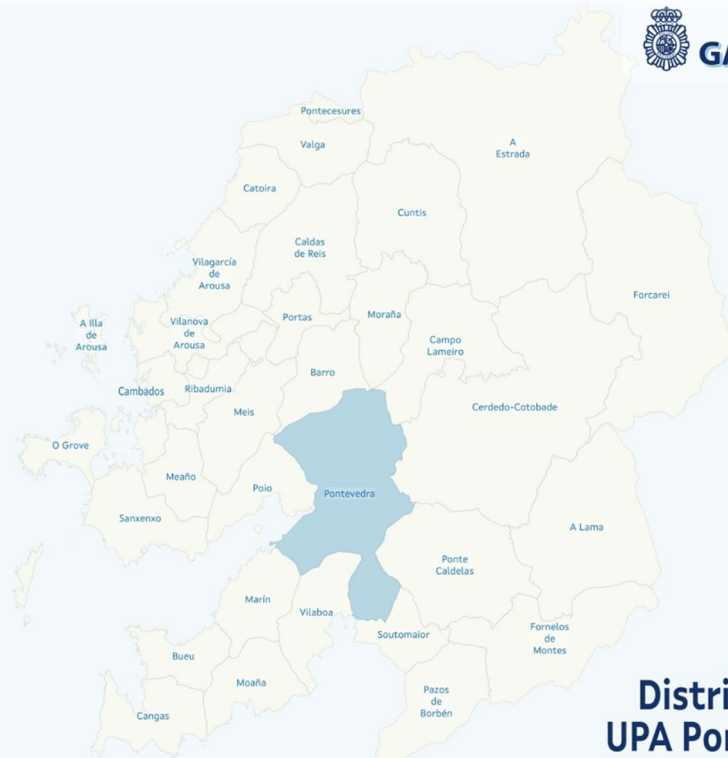 GA
Pontecesures
Valga
A
Estrada
Catoira
Cuntis
Caldas
de Reis
Vilagarcía
de
Arousa
Forcarei
A Illa
de
Arousa
Vilanova
de
Arousa
Portas
Moraña
Campo
Lameiro
Barro
Cambados
Ribadumia
Meis
Cerdedo-Cotobade
O Grove
Meaño
Poio
Pontevedra
Sanxenxo
A Lama
Ponte
Caldelas
Marín
Vilaboa
Soutomaior
Fornelos
de
Montes
Bueu
Moaña
Pazos
de
Borbén
Cangas
Distri
UPA Por